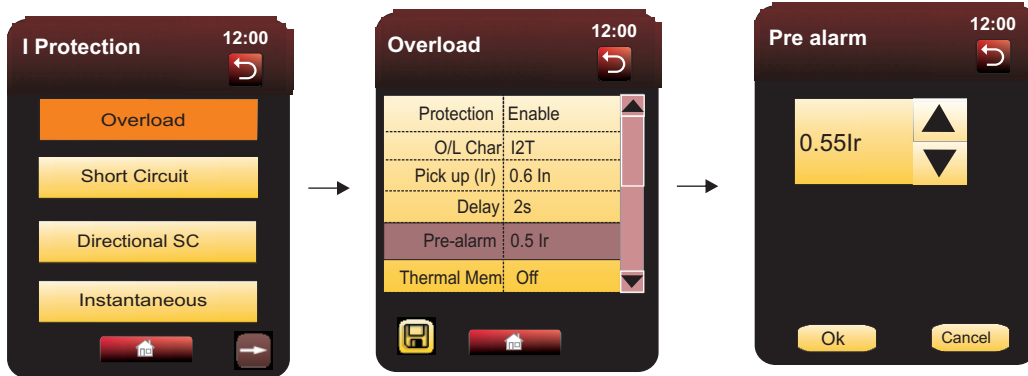 I Protection
12:00
Overload
Short Circuit
Directional SC
Instantaneous
Overload
12:00
Protection Enable
O/L Char I2T
Pick up (Ir) 0.6 In
Delay 2s
Pre-alarm 0.5 Ir
Thermal Mem Off
Pre alarm
12:00
0.55Ir
Ok Cancel